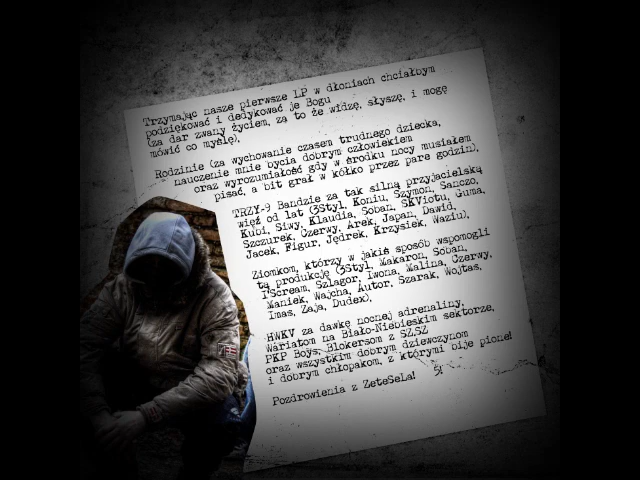 Trzymając nasze pierwsze LP w dłoniach chciałbym
podziękować i dedykować je Bogu
(za dar zwany życiem, za to że widzę, słyszę, i mogę
mówić co myślę),
Rodzinie (za wychowanie czasem trudnego dziecka,
nauczenie mnie bycia dobrym człowiekiem
oraz wyrozumiałość gdy w środku nocy musiałem
pisać, a bit grał w kółko przez pare godzin),
TRZY-9 Bandzie za tak silną przyjacielską
więź od lat (3Styl, Koniu, Szymon, Sanczo,
Kubi, Siwy, Klaudia, Soban, SKViotu, Guma,
Szczurek, Czerwy, Arek, Japan, Dawid,
Jacek, Figur, Jędrek, Krzysiek, Waziu),
Ziomkom, którzy w jakiś sposób wspomogli
tą produkcję (3Styl, Makaron, Soban,
I'Scream, Szlagor, Iwona, Malina, Czerwy,
Maniek, Wajcha, Autor, Szarak, Wojtas,
Imas, Zaja, Dudex),
HWKV za dawkę nocnej adrenaliny,
Wariatom na Biało-Niebieskim sektorze,
PKP Boys, Blokersom z SZSZ
oraz wszystkim dobrym dziewczynom
i dobrym chłopakom, z którymi bije pione!
Pozdrowienia z ZeteSeLa! 5!